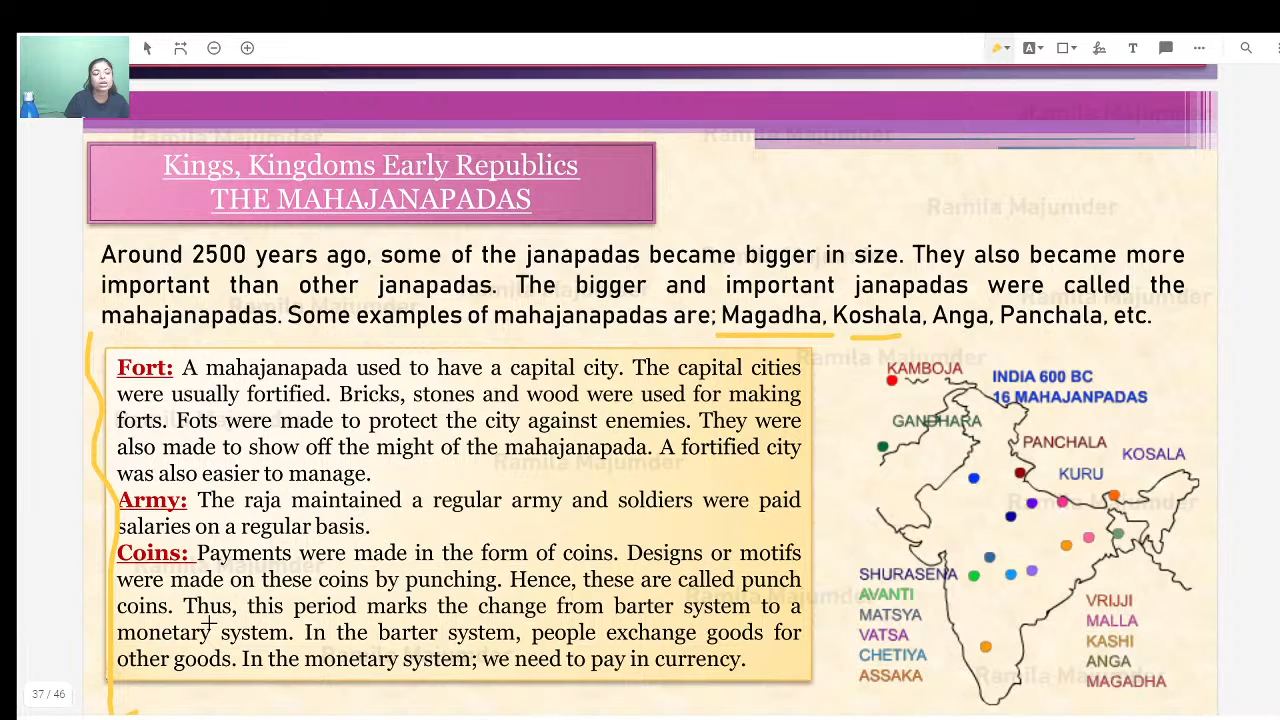 Kings, Kingdoms Early Republics
THE MAHAJANAPADAS
Ramila Majumder
Around 2500 years ago, some of the janapadas became bigger in size. They also became more
important than other janapadas. The bigger and important janapadas were called the
mahajanapadas. Some examples of mahajanapadas are; Magadha, Koshala, Anga, Panchala, etc.
Fort: A mahajanapada used to have a capital city. The capital cities
were usually fortified. Bricks, stones and wood were used for making
forts. Fots were made to protect the city against enemies. They were
also made to show off the might of the mahajanapada. A fortified city
was also easier to manage.
Army: The raja maintained a regular army and soldiers were paid
salaries on a regular basis.
Coins: Payments were made in the form of coins. Designs or motifs
were made on these coins by punching. Hence, these are called punch
coins. Thus, this period marks the change from barter system to a
monetary system. In the barter system, people exchange goods for
other goods. In the monetary system; we need to pay in currency.
KAMBOJA
INDIA 600 BC
16 MAHAJANPADAS
GANDHARA
PANCHALA
KOSALA
KURU
SHURASENA
AVANTI
MATSYA
VATSA
CHETIYA
ASSAKA
VRIJJI
MALLA
KASHI
ANGA
MAGADHA
37 / 46